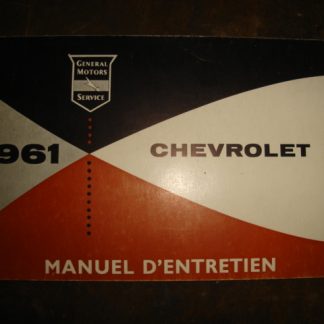 GENERAL
MOTORS
SERVICE
961 CHEVROLET
MANUEL D'ENTRETIEN